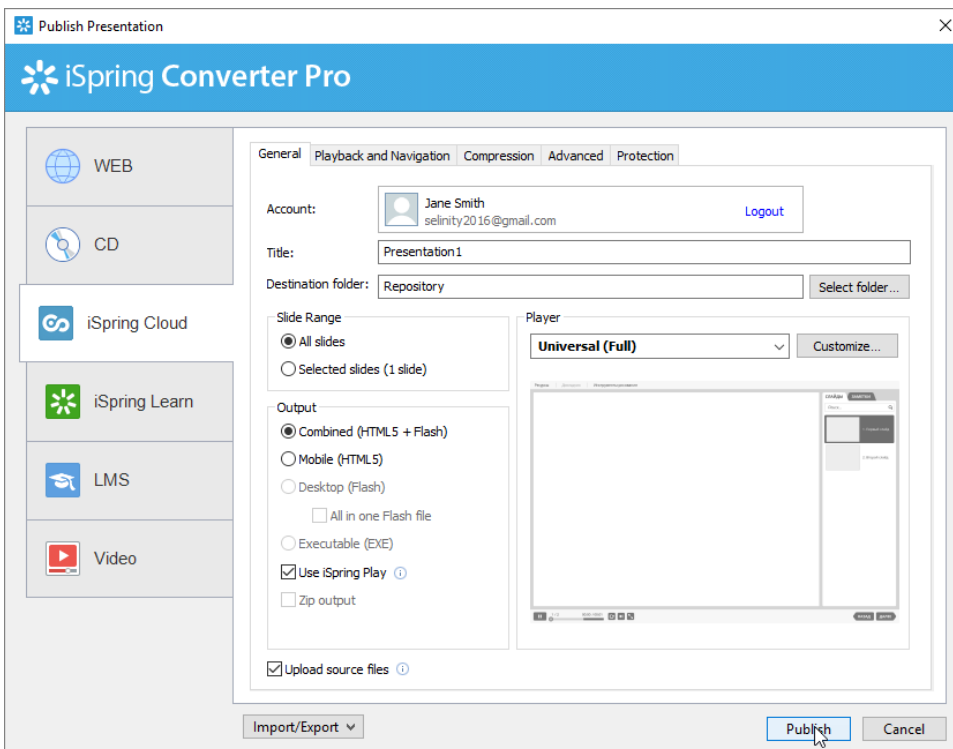 Publish Presentation
iSpring Converter Pro
WEB
CD
iSpring Cloud
iSpring Learn
LMS
Video
General Playback and Navigation Compression Advanced Protection
Account:
Jane Smith
selinity2016@gmail.com
Logout
Title:
Presentation1
Destination folder:
Repository
Select folder...
Slide Range
All slides
Selected slides (1 slide)
Output
Combined (HTML5 + Flash)
Mobile (HTML5)
Desktop (Flash)
All in one Flash file
Executable (EXE)
Use iSpring Play
Zip output
Player
Universal (Full)
Customize...
Upload source files
Import/Export
Publish
Cancel